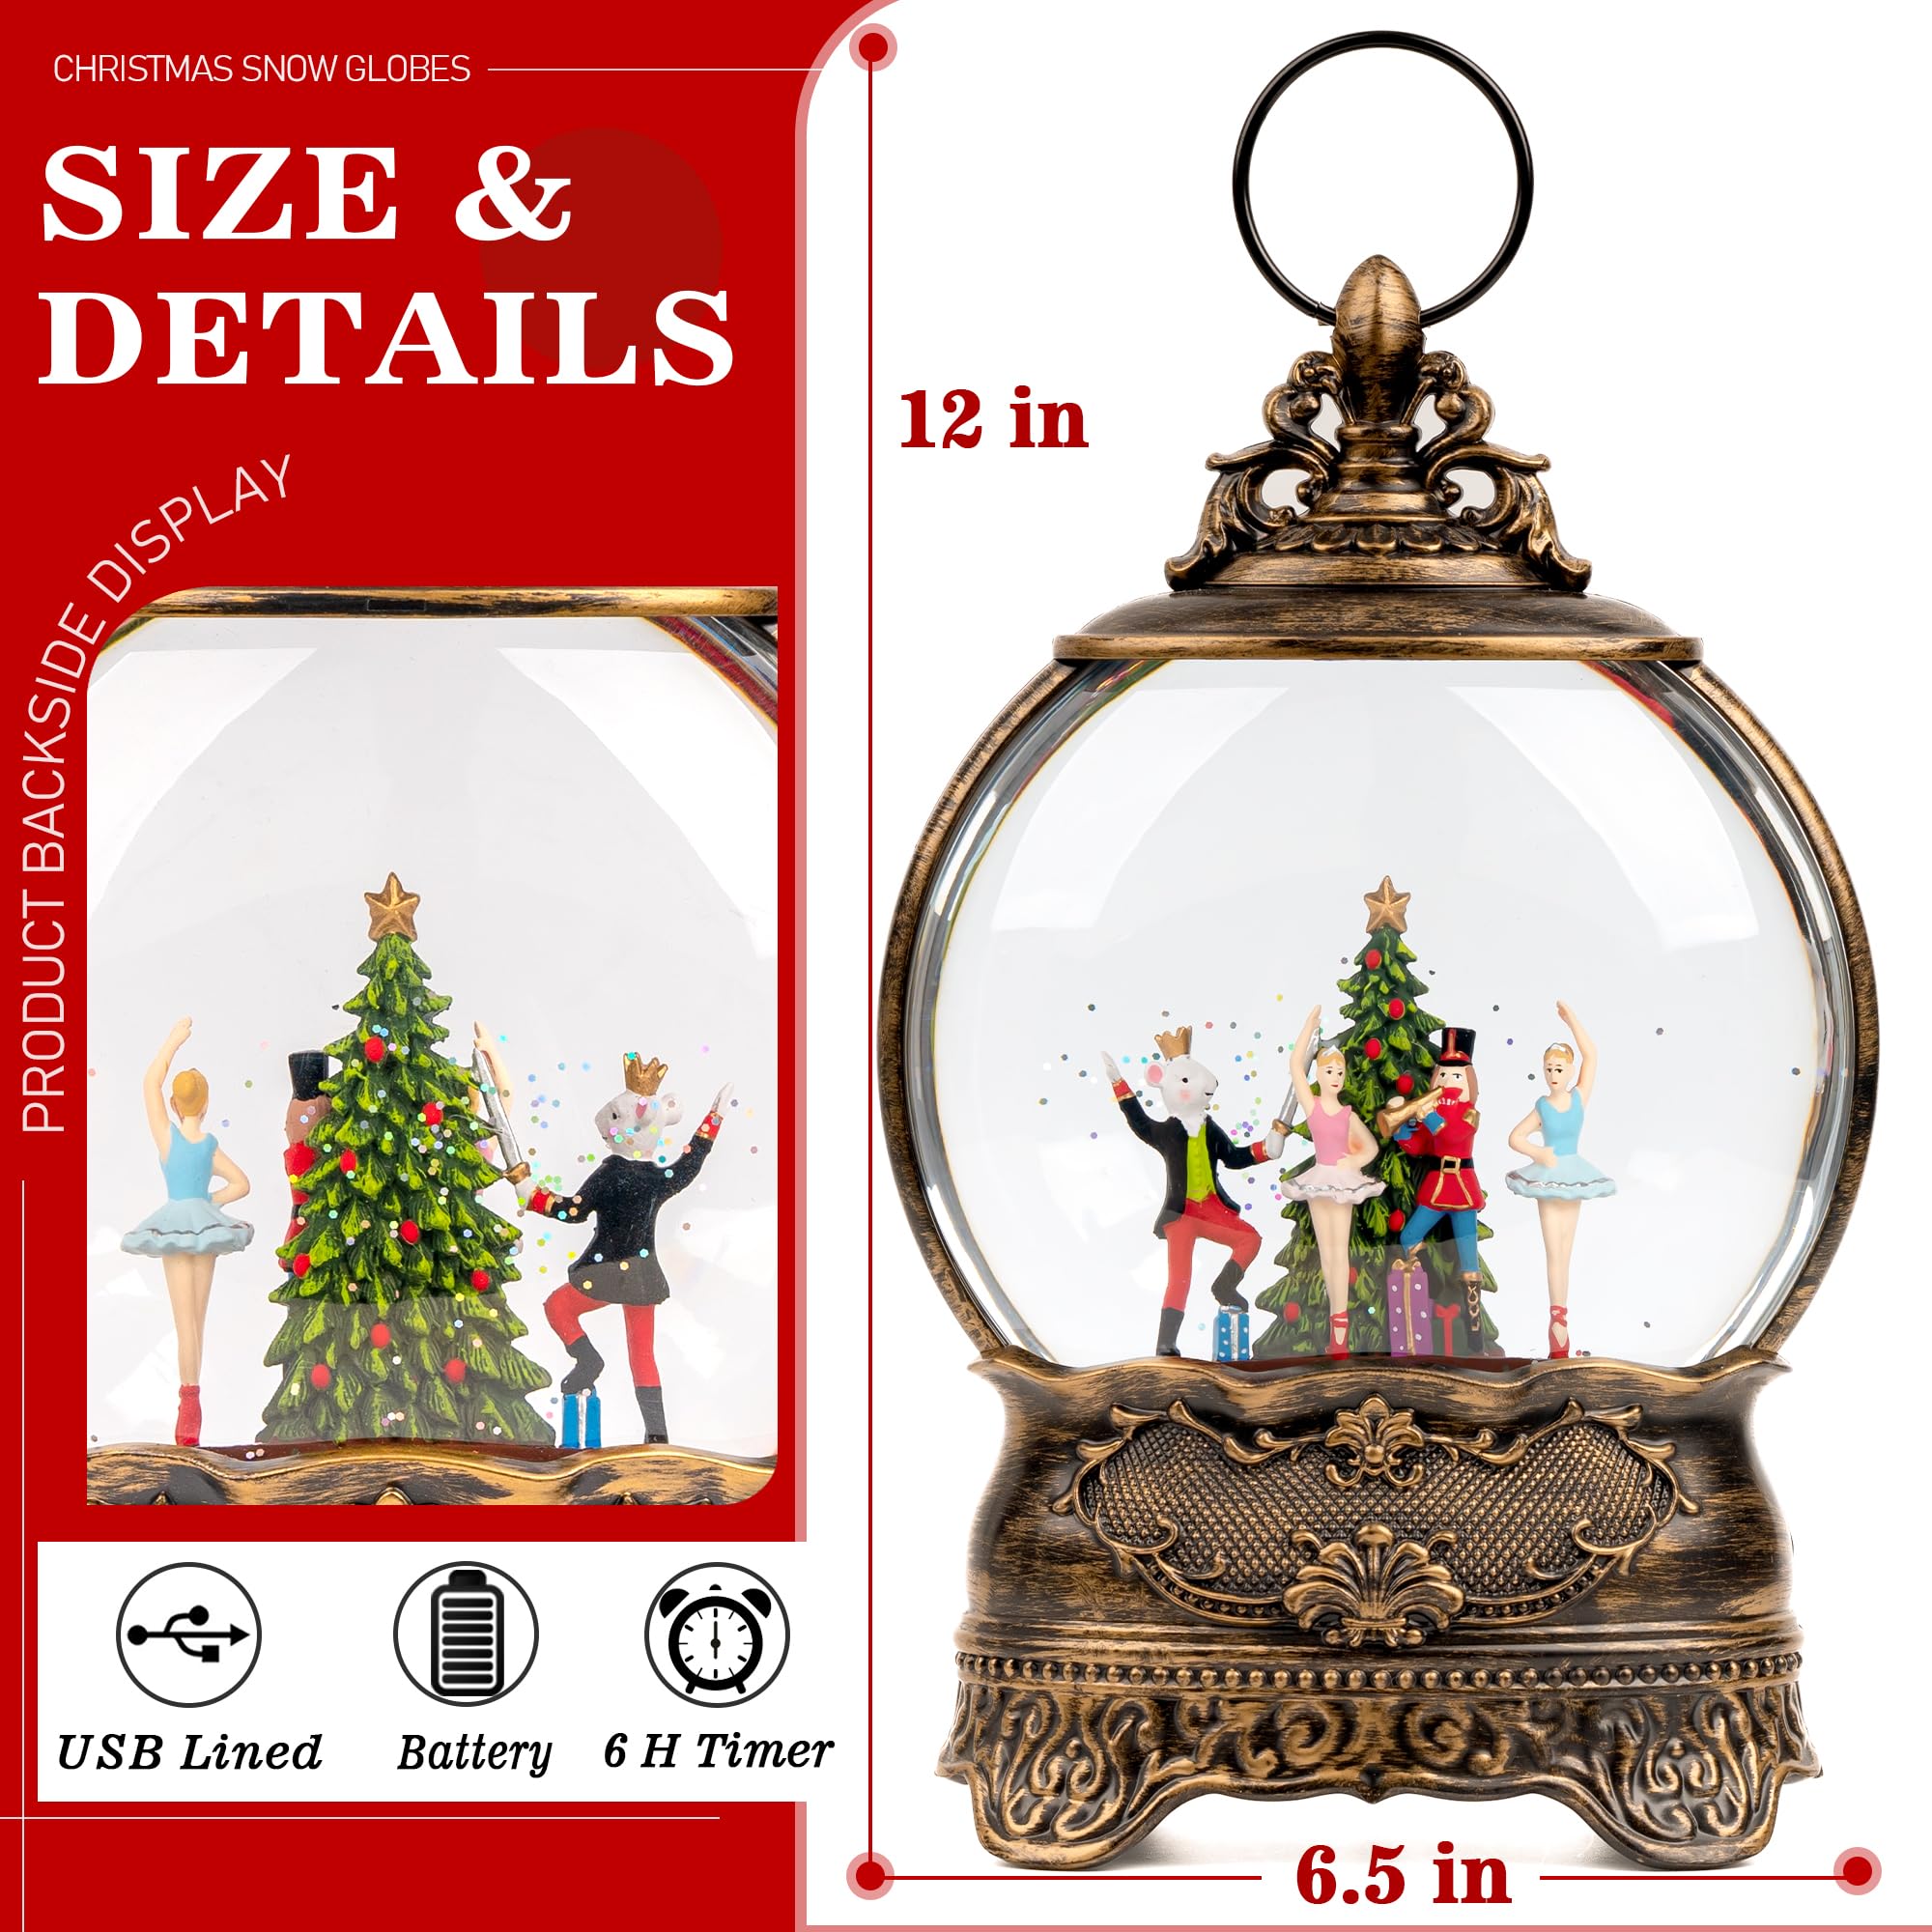 CHRISTMAS SNOW GLOBES
SIZE &
DETAILS
PRODUCT BACKSIDE DISPLAY
12 in
USB Lined
Battery
6 H Timer
6.5 in